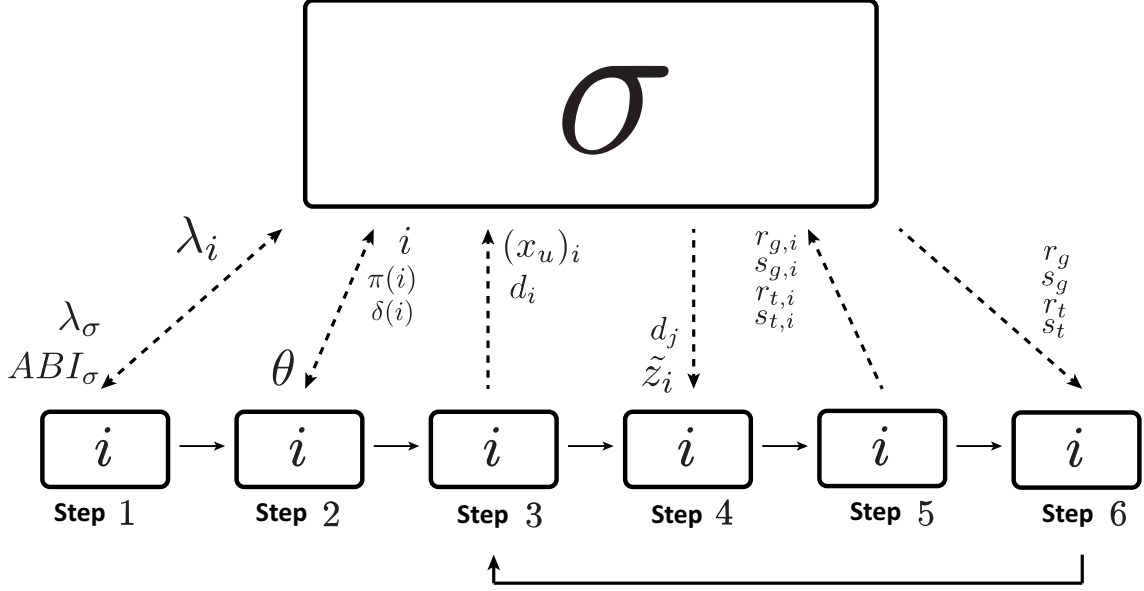 σ
λ_i
λ_σ
ABI_σ
i
π(i)
δ(i)
θ
(x_u)_i
d_i
d_j
z̃_i
r_{g,i}
s_{g,i}
r_{t,i}
s_{t,i}
r_g
s_g
r_t
s_t
i
i
i
i
i
i
Step 1
Step 2
Step 3
Step 4
Step 5
Step 6